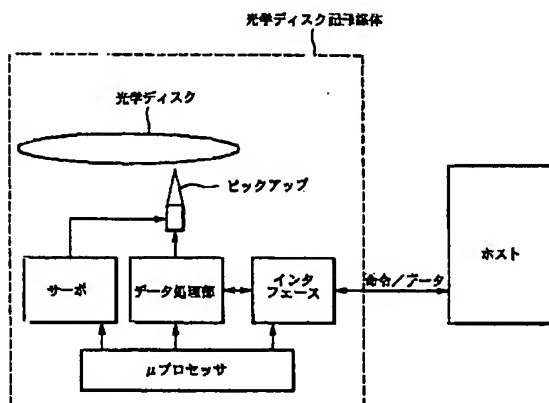 光学ディスク記録媒体
光学ディスク
ピックアップ
ホスト
サーボ
データ処理部
インタ
フェース
命令/データ
μプロセッサ